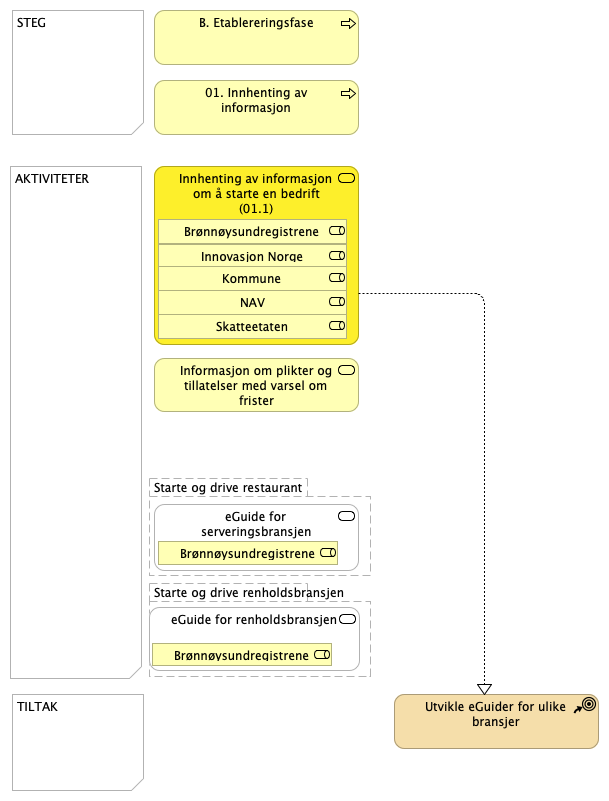 STEG
B. Etablereringsfase
01. Innhenting av
informasjon
AKTIVITETER
Innhenting av informasjon
om å starte en bedrift
(01.1)
Brønnøysundregistrene
Innovasjon Norge
Kommune
NAV
Skatteetaten
Informasjon om plikter og
tillatelser med varsel om
frister
Starte og drive restaurant
eGuide for
serveringsbransjen
Brønnøysundregistrene
Starte og drive renholdsbransjen
eGuide for renholdsbransjen
Brønnøysundregistrene
TILTAK
Utvikle eGuider for ulike
bransjer